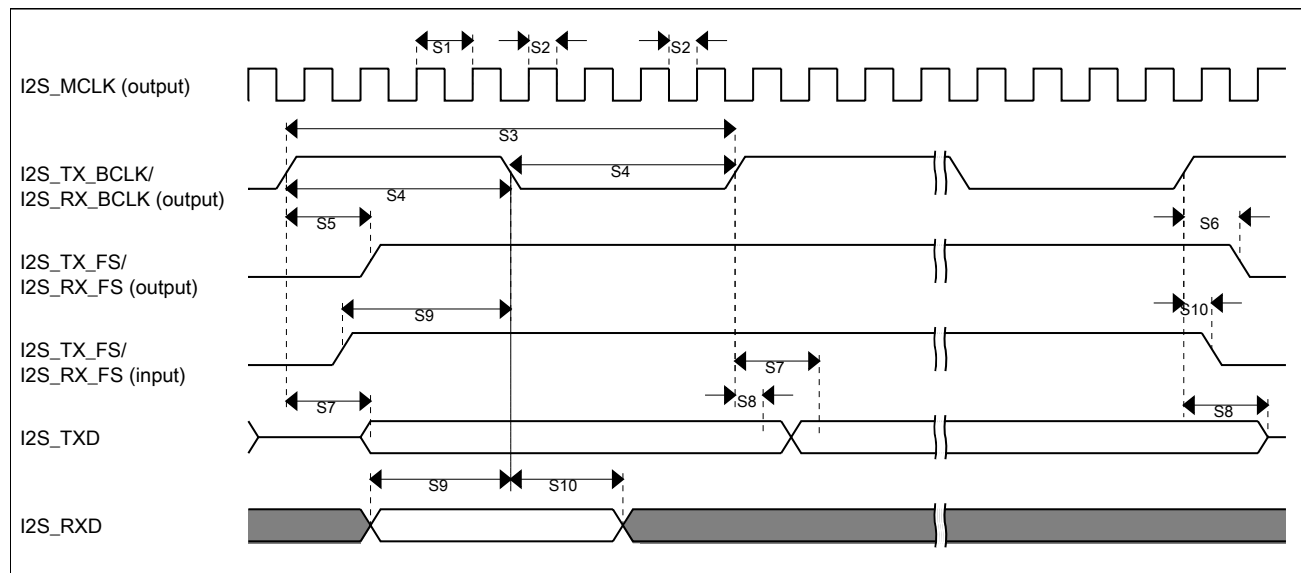 S1
S2
S2
I2S_MCLK (output)
S3
I2S_TX_BCLK/
I2S_RX_BCLK (output)
S4
S4
S5
S6
I2S_TX_FS/
I2S_RX_FS (output)
S9
S10
I2S_TX_FS/
I2S_RX_FS (input)
S7
S7
S8
S8
I2S_TXD
S9
S10
I2S_RXD